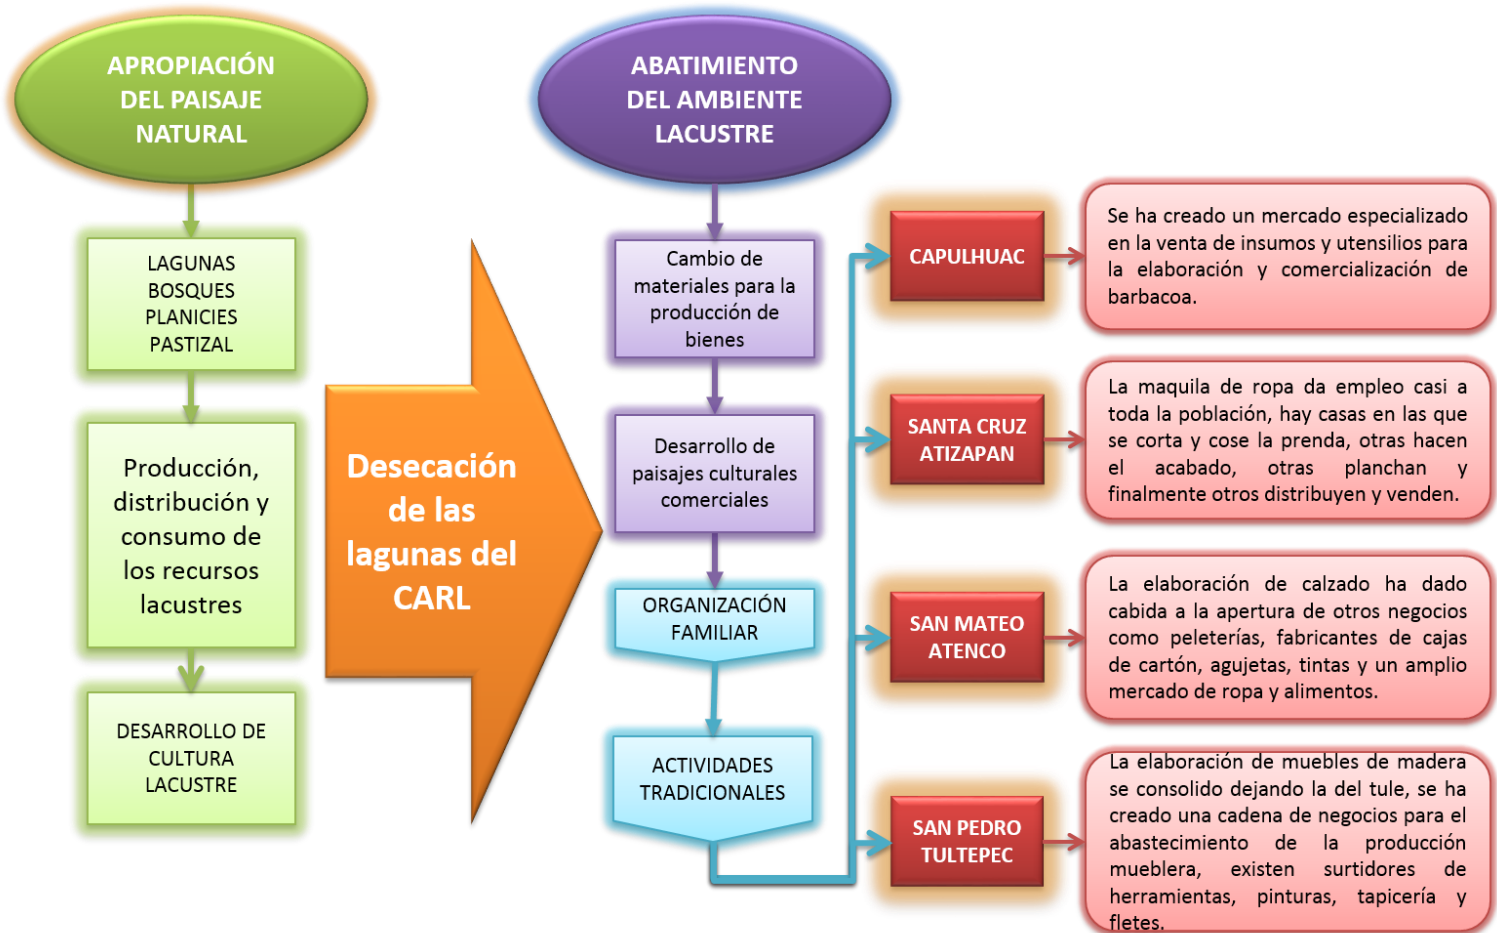 APROPIACIÓN
DEL PAISAJE
NATURAL
LAGUNAS
BOSQUES
PLANICIES
PASTIZAL
Producción,
distribución y
consumo de
los recursos
lacustres
DESARROLLO DE
CULTURA
LACUSTRE
Desecación
de las
lagunas del
CARL
ABATIMIENTO
DEL AMBIENTE
LACUSTRE
Cambio de
materiales para la
producción de
bienes
Desarrollo de
paisajes culturales
comerciales
ORGANIZACIÓN
FAMILIAR
ACTIVIDADES
TRADICIONALES
CAPULHUAC
Se ha creado un mercado especializado
en la venta de insumos y utensilios para
la elaboración y comercialización de
barbacoa.
SANTA CRUZ
ATIZAPAN
La maquila de ropa da empleo casi a
toda la población, hay casas en las que
se corta y cose la prenda, otras hacen
el acabado, otras planchan y
finalmente otros distribuyen y venden.
SAN MATEO
ATENCO
La elaboración de calzado ha dado
cabida a la apertura de otros negocios
como peleterías, fabricantes de cajas
de cartón, agujetas, tintas y un amplio
mercado de ropa y alimentos.
SAN PEDRO
TULTEPEC
La elaboración de muebles de madera
se consolido dejando la del tule, se ha
creado una cadena de negocios para el
abastecimiento de la producción
mueblera, existen surtidores de
herramientas, pinturas, tapicería y
fletes.